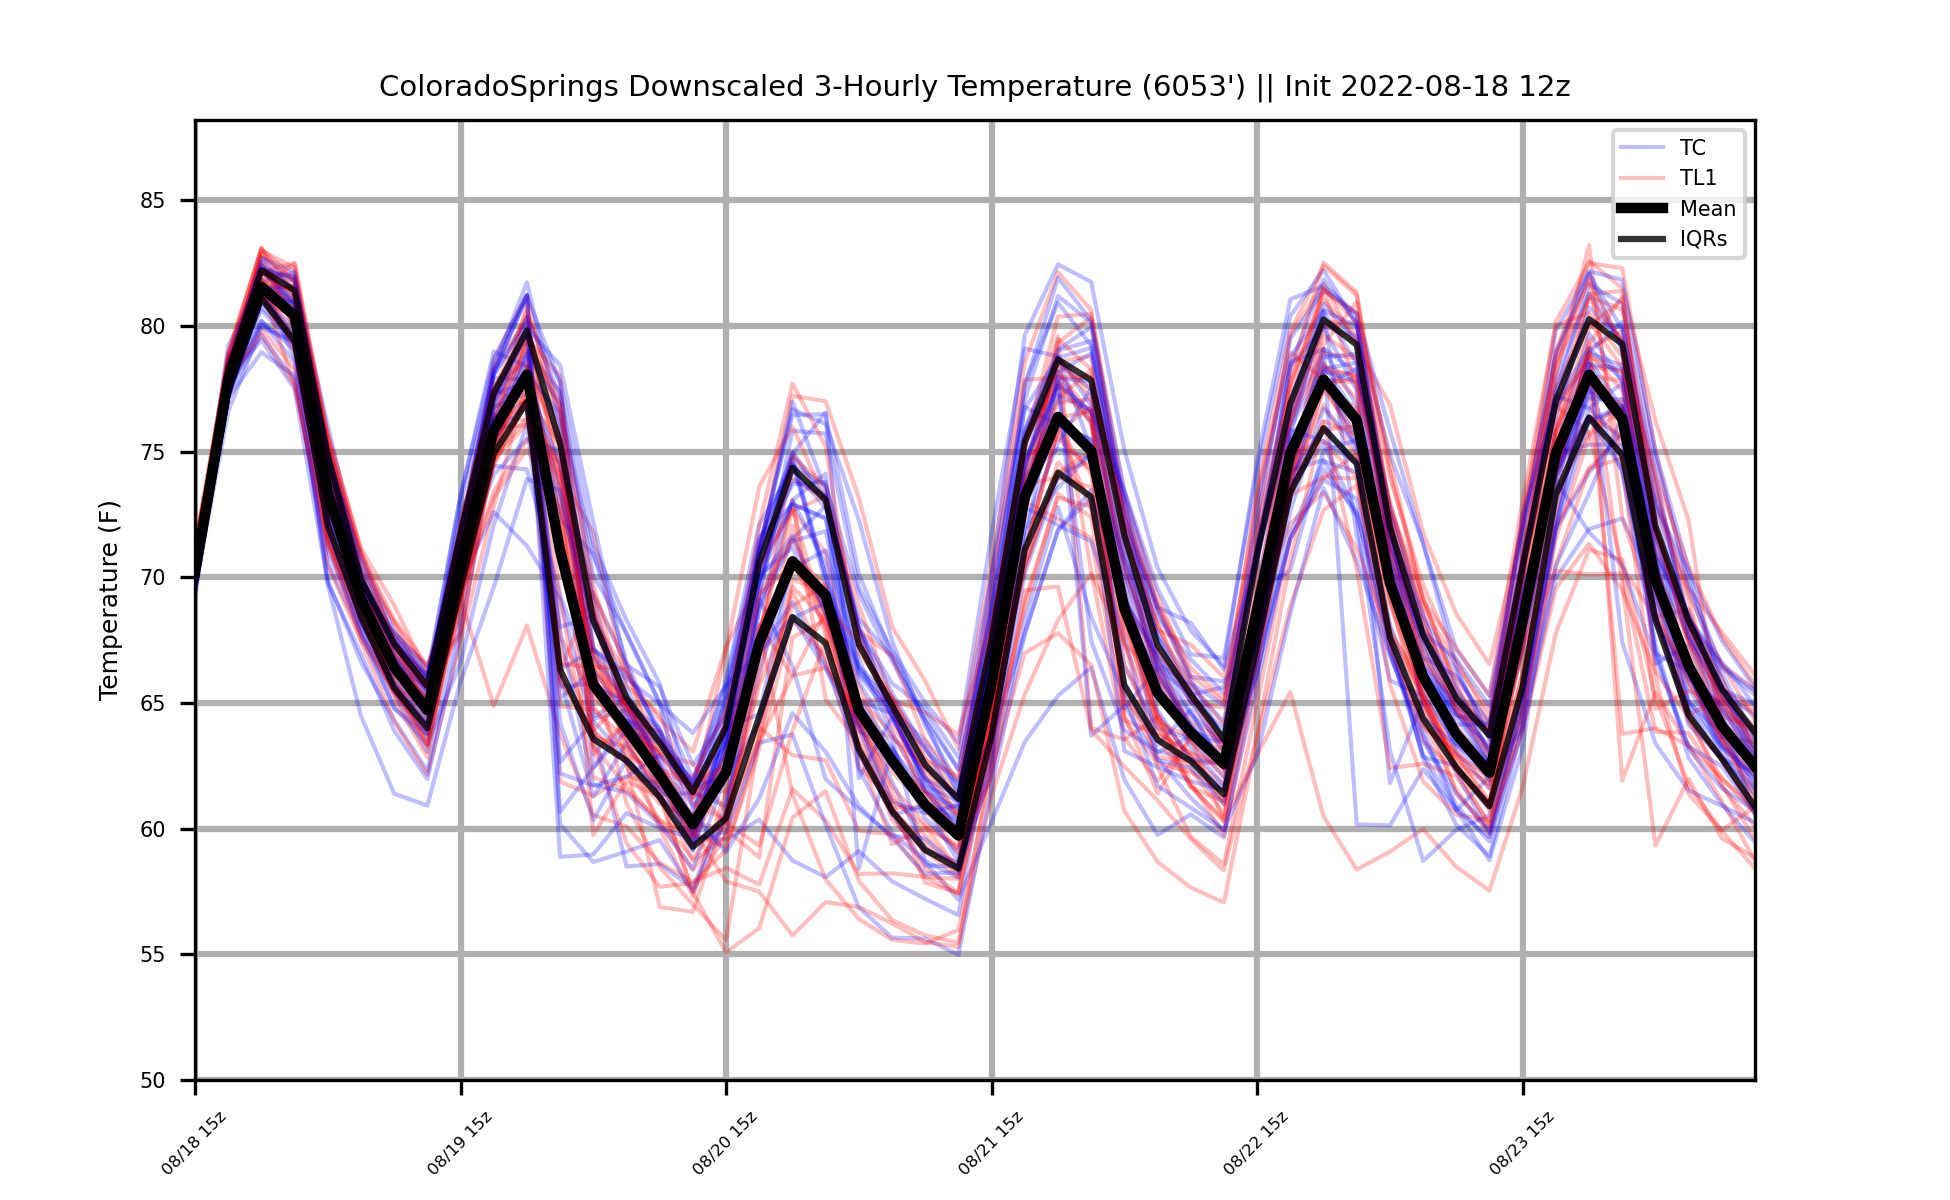 ColoradoSprings Downscaled 3-Hourly Temperature (6053') || Init 2022-08-18 12z
TC
TL1
Mean
IQRs
Temperature (F)
85
80
75
70
65
60
55
50
08/18 15z
08/19 15z
08/20 15z
08/21 15z
08/22 15z
08/23 15z